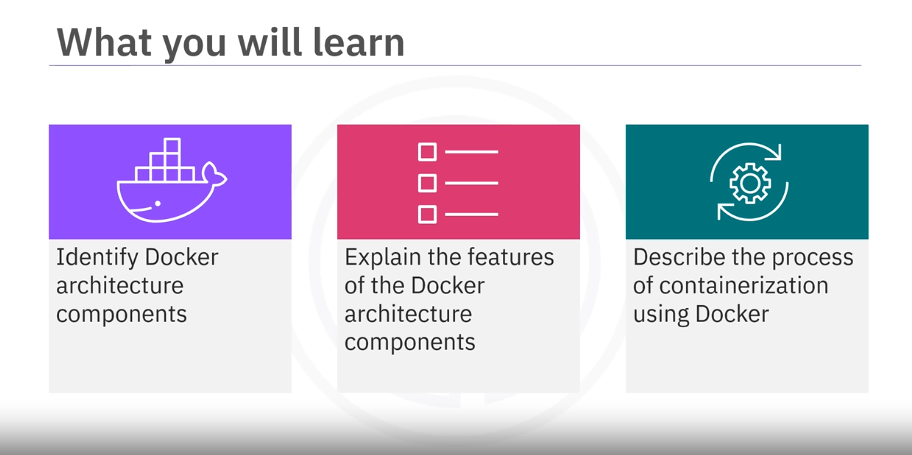 What you will learn
Identify Docker
architecture
components
Explain the features
of the Docker
architecture
components
Describe the process
of containerization
using Docker